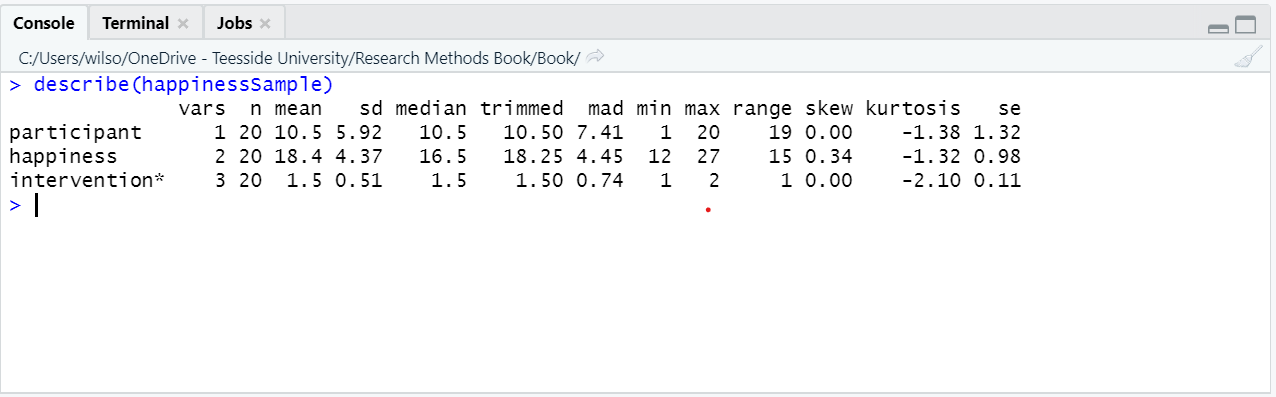 Console Terminal × Jobs ×
C:/Users/wilso/OneDrive - Teesside University/Research Methods Book/Book/
> describe(happinessSample)
             vars  n mean   sd median trimmed  mad min max range skew kurtosis   se
participant     1 20 10.5 5.92   10.5   10.50 7.41   1  20    19 0.00    -1.38 1.32
happiness       2 20 18.4 4.37   16.5   18.25 4.45  12  27    15 0.34    -1.32 0.98
intervention*   3 20  1.5 0.51    1.5    1.50 0.74   1   2     1 0.00    -2.10 0.11
>